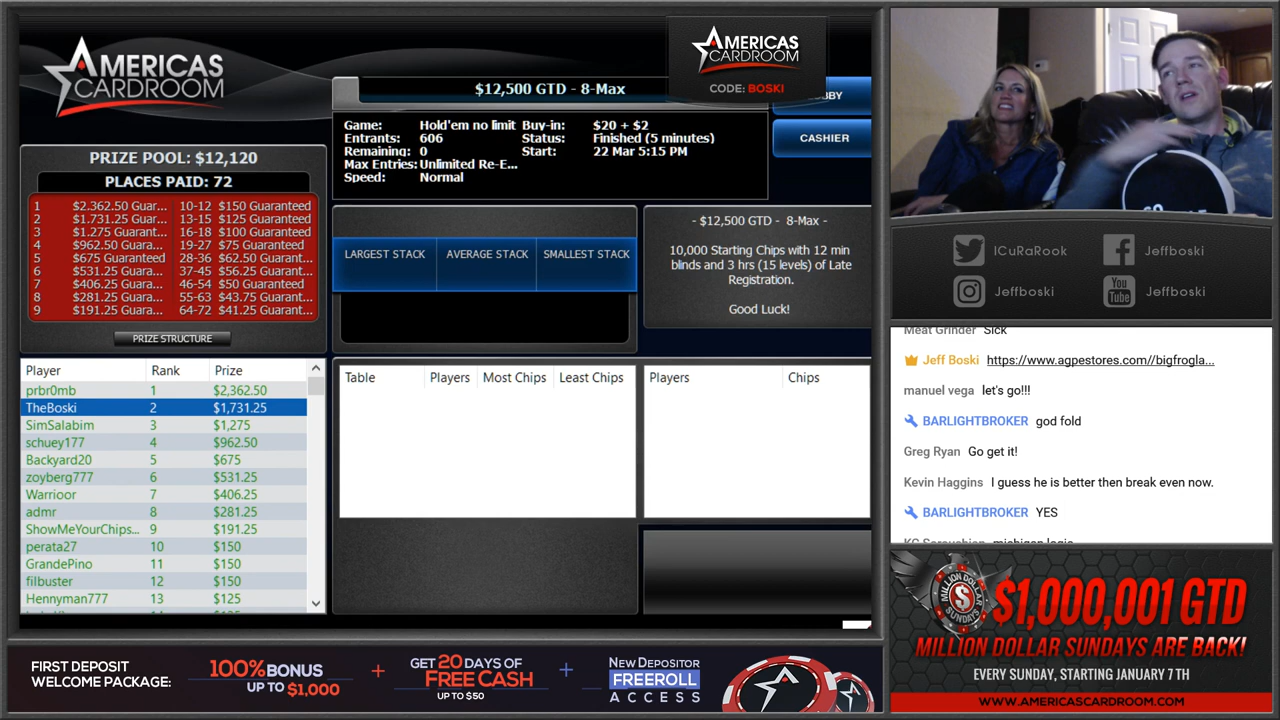 AMERICAS
CARDROOM
AMERICAS
CARDROOM
CODE: BOSKI
$12,500 GTD - 8-Max
CASHIER
Game: Hold'em no limit Buy-in: $20 + $2
Entrants: 606 Status: Finished (5 minutes)
Remaining: 0 Start: 22 Mar 5:15 PM
Max Entries: Unlimited Re-E...
Speed: Normal
PRIZE POOL: $12,120
PLACES PAID: 72
1 $2.362.50 Guar... 10-12 $150 Guaranteed
2 $1.731.25 Guar... 13-15 $125 Guaranteed
3 $1.275 Guarant... 16-18 $100 Guaranteed
4 $962.50 Guara... 19-27 $75 Guaranteed
5 $675 Guaranteed 28-36 $62.50 Guarant...
6 $531.25 Guara... 37-45 $56.25 Guarant...
7 $406.25 Guara... 46-54 $50 Guaranteed
8 $281.25 Guara... 55-63 $43.75 Guarant...
9 $191.25 Guara... 64-72 $41.25 Guarant...
PRIZE STRUCTURE
LARGEST STACK AVERAGE STACK SMALLEST STACK
- $12,500 GTD - 8-Max -
10,000 Starting Chips with 12 min
blinds and 3 hrs (15 levels) of Late
Registration.
Good Luck!
Player Rank Prize
prbr0mb 1 $2,362.50
TheBoski 2 $1,731.25
SimSalabim 3 $1,275
schuey177 4 $962.50
Backyard20 5 $675
zoyberg777 6 $531.25
Warrioor 7 $406.25
admr 8 $281.25
ShowMeYourChips... 9 $191.25
perata27 10 $150
GrandePino 11 $150
filbuster 12 $150
Hennyman777 13 $125
Table Players Most Chips Least Chips
Players Chips
ICuRaRook Jeffboski
Jeffboski You Tube Jeffboski
Meat Grinder Sick
Jeff Boski https://www.agpestores.com//bigfrogla...
manuel vega let's go!!!
BARLIGHTBROKER god fold
Greg Ryan Go get it!
Kevin Haggins I guess he is better then break even now.
BARLIGHTBROKER YES
MILLION DOLLAR SUNDAYS
$1,000,001 GTD
MILLION DOLLAR SUNDAYS ARE BACK!
EVERY SUNDAY, STARTING JANUARY 7TH
WWW.AMERICASCARDROOM.COM
FIRST DEPOSIT
WELCOME PACKAGE:
100% BONUS
UP TO $1,000
+
GET 20 DAYS OF
FREE CASH
UP TO $50
+
NEW DEPOSITOR
FREEROLL
ACCESS